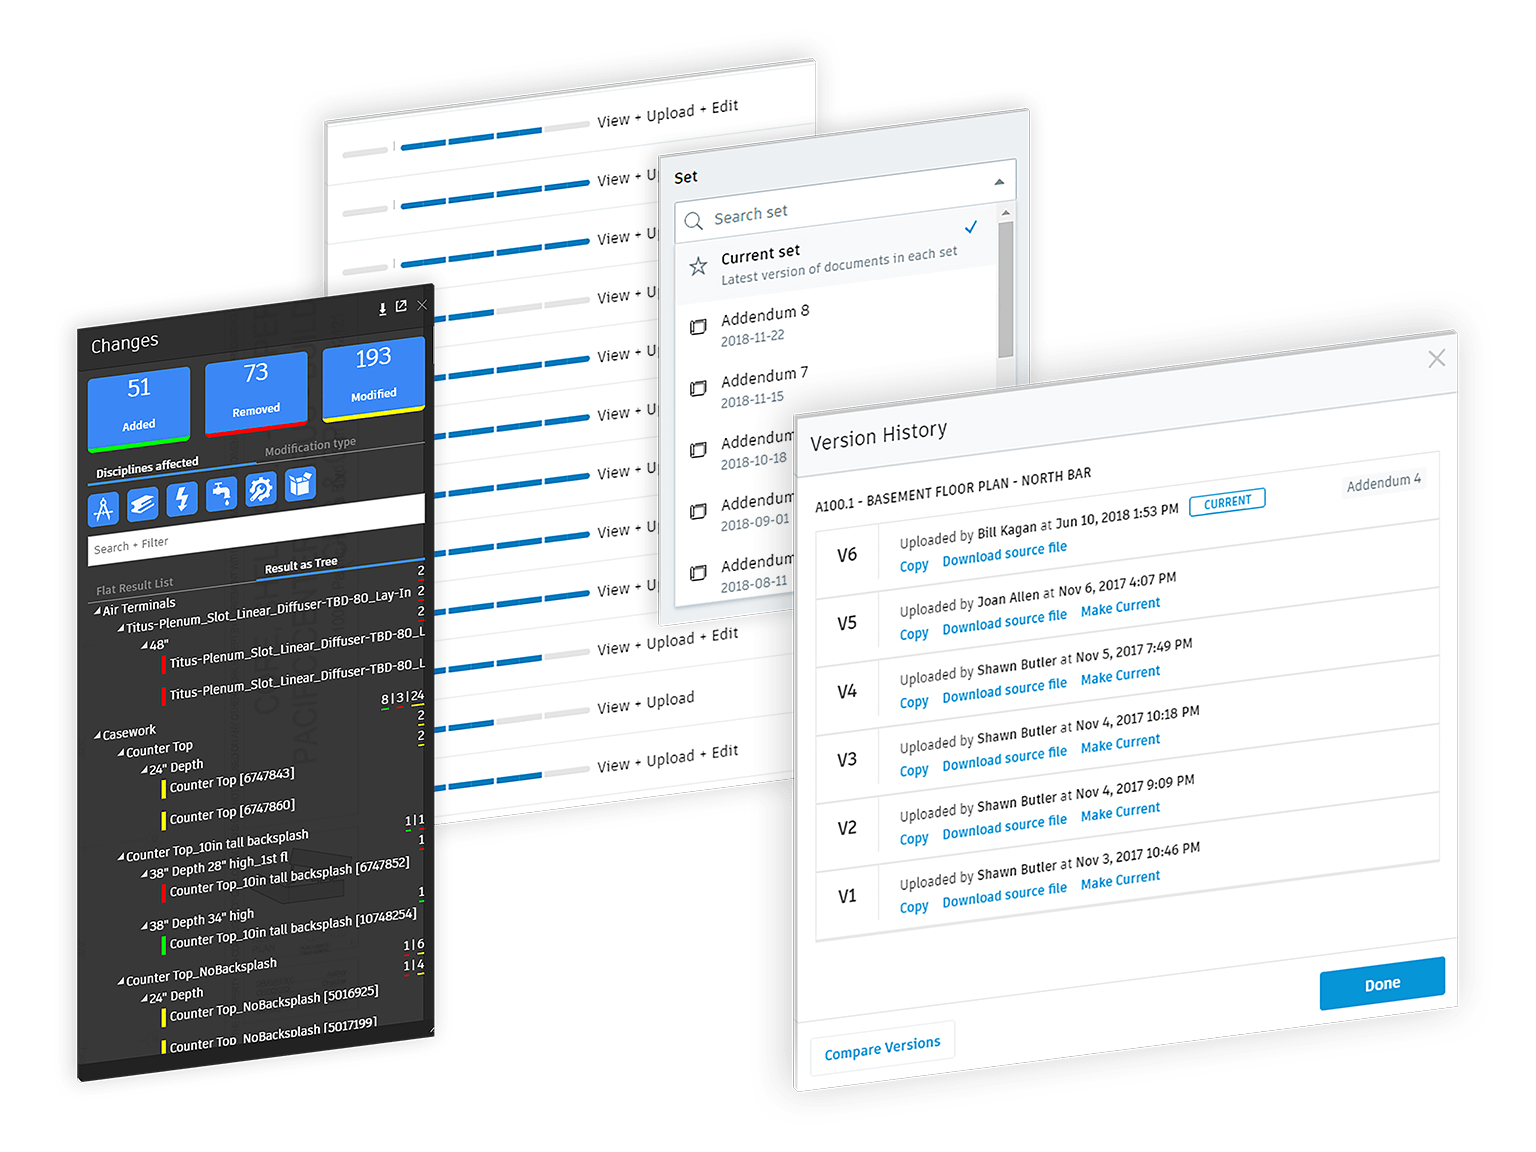 View + Upload + Edit
View + U
View + U
View + U
View + U
View + U
View + U
View + U
View + U
View + Upload + Edit
View + Upload
View + Upload + Edit
Set
Search set
Current set
Latest version of documents in each set
Addendum 8
2018-11-22
Addendum 7
2018-11-15
Addendum
2018-10-18
Addendum
2018-09-01
Addendum
2018-08-11
Changes
51
Added
73
Removed
193
Modified
Disciplines affected
Modification type
Search + Filter
Flat Result List
Result as Tree
Air Terminals
2
Titus-Plenum_Slot_Linear_Diffuser-TBD-80_Lay-In
2
48"
2
Titus-Plenum_Slot_Linear_Diffuser-TBD-80_L
Titus-Plenum_Slot_Linear_Diffuser-TBD-80_L
Casework
8|3|24
Counter Top
2
24" Depth
2
Counter Top [6747843]
Counter Top [6747860]
Counter Top_10in tall backsplash
1|1
38" Depth 28" high_1st fl
1
Counter Top_10in tall backsplash [6747852]
38" Depth 34" high
1
Counter Top_10in tall backsplash [10748254]
Counter Top_NoBacksplash
1|6
24" Depth
1|4
Counter Top_NoBacksplash [5016925]
Counter Top_NoBacksplash [5017199]
Version History
A100.1 - BASEMENT FLOOR PLAN - NORTH BAR
V6
Uploaded by Bill Kagan at Jun 10, 2018 1:53 PM
CURRENT
Addendum 4
Copy Download source file
V5
Uploaded by Joan Allen at Nov 6, 2017 4:07 PM
Copy Download source file Make Current
V4
Uploaded by Shawn Butler at Nov 5, 2017 7:49 PM
Copy Download source file Make Current
V3
Uploaded by Shawn Butler at Nov 4, 2017 10:18 PM
Copy Download source file Make Current
V2
Uploaded by Shawn Butler at Nov 4, 2017 9:09 PM
Copy Download source file Make Current
V1
Uploaded by Shawn Butler at Nov 3, 2017 10:46 PM
Copy Download source file Make Current
Compare Versions
Done